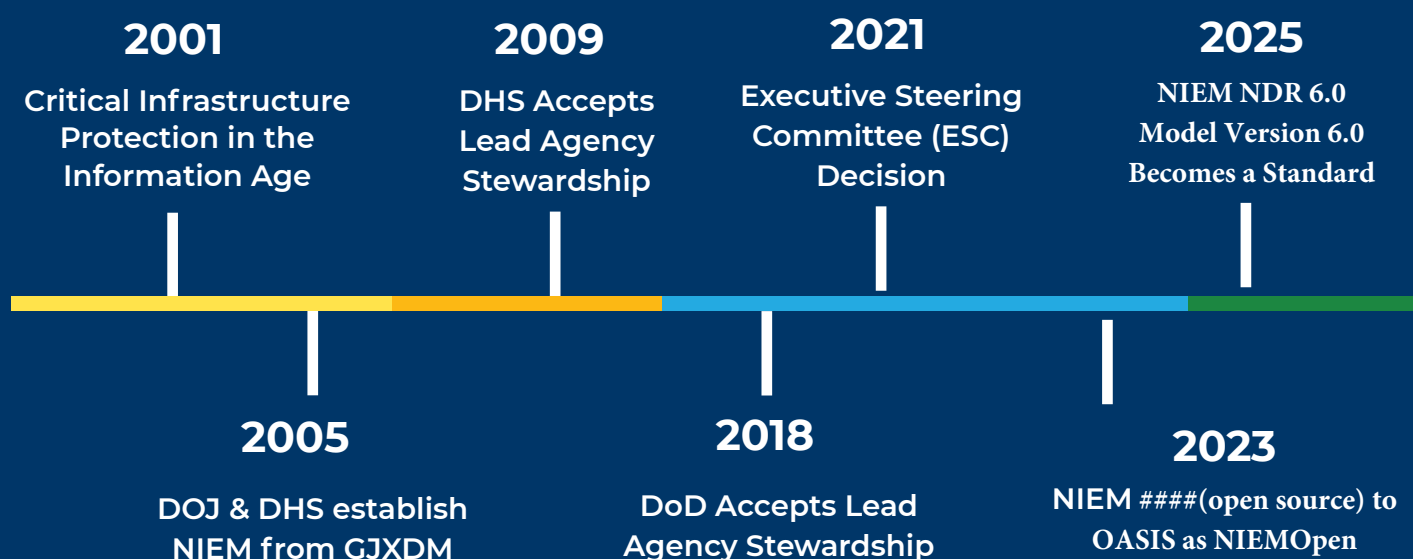 2001
Critical Infrastructure
Protection in the
Information Age
2009
DHS Accepts
Lead Agency
Stewardship
2021
Executive Steering
Committee (ESC)
Decision
2025
NIEM NDR 6.0
Model Version 6.0
Becomes a Standard
2005
DOJ & DHS establish
NIEM from GJXDM
2018
DoD Accepts Lead
Agency Stewardship
2023
NIEM ####(open source) to
OASIS as NIEMOpen